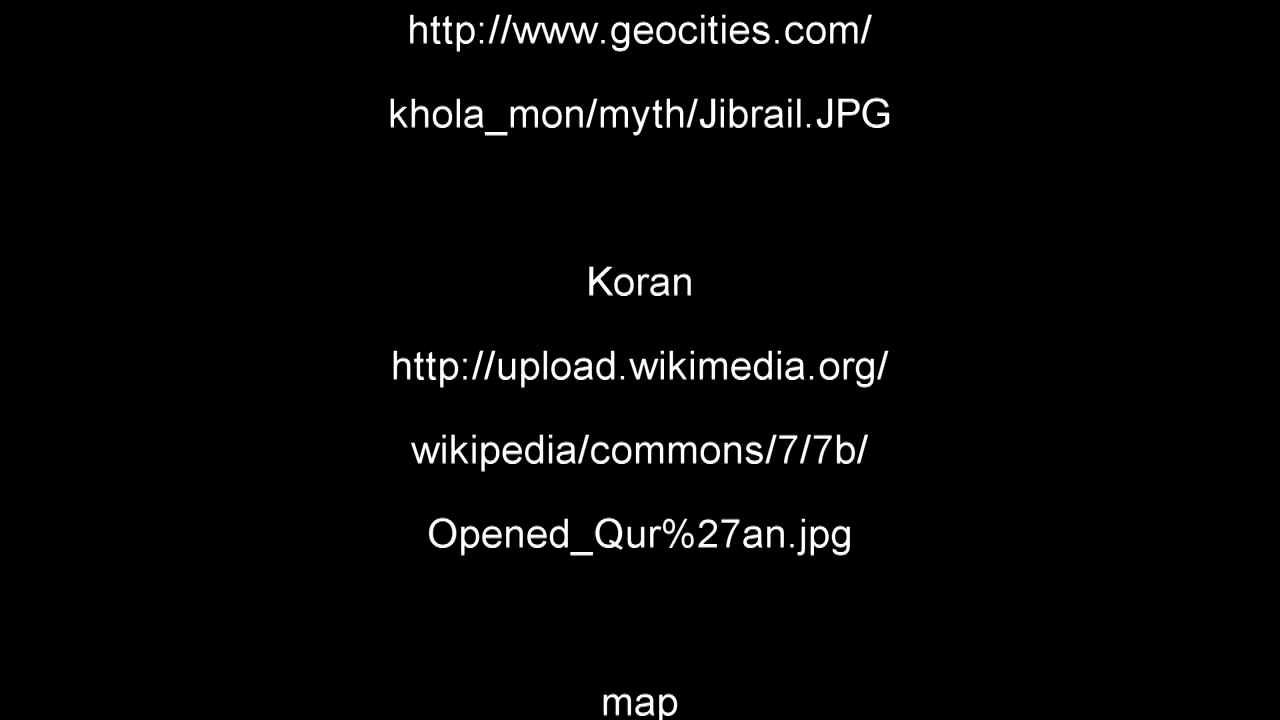 http://www.geocities.com/
khola_mon/myth/Jibrail.JPG
Koran
http://upload.wikimedia.org/
wikipedia/commons/7/7b/
Opened_Qur%27an.jpg
map